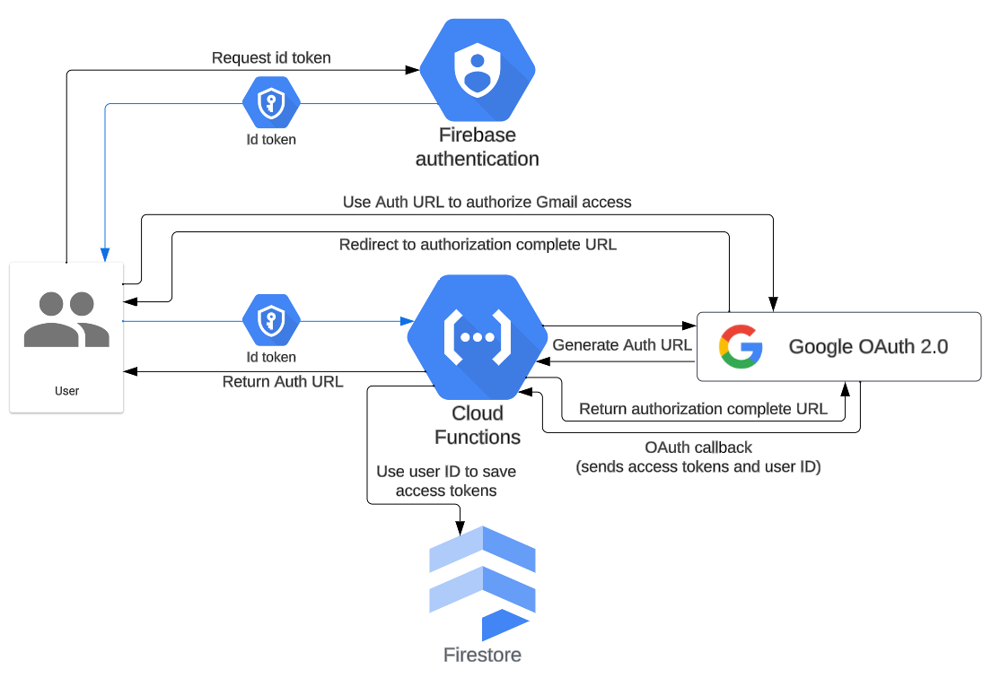 Request id token
Id token
Firebase
authentication
Use Auth URL to authorize Gmail access
Redirect to authorization complete URL
User
Id token
Return Auth URL
Cloud
Functions
Generate Auth URL
Google OAuth 2.0
Return authorization complete URL
OAuth callback
(sends access tokens and user ID)
Use user ID to save
access tokens
Firestore